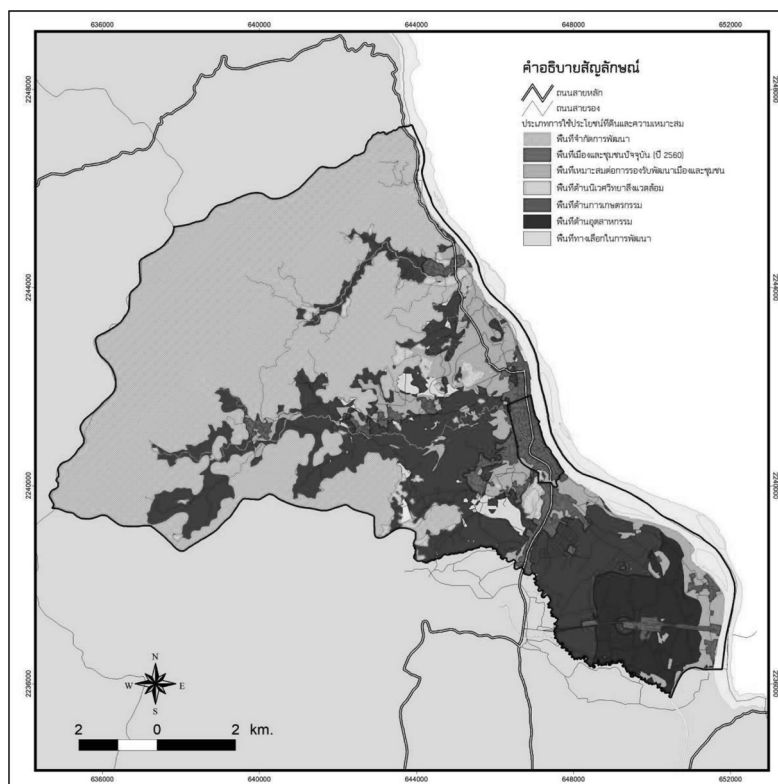 636000 640000 644000 648000 652000
2248000 2248000
2244000 2244000
2240000 2240000
2236000 2236000
คำอธิบายสัญลักษณ์
ถนนสายหลัก
ถนนสายรอง
ประเภทการใช้ประโยชน์ที่ดินและความเหมาะสม
พื้นที่จำกัดการพัฒนา
พื้นที่เมืองและชุมชนปัจจุบัน (ปี 2560)
พื้นที่เหมาะสมต่อการรองรับพัฒนาเมืองและชุมชน
พื้นที่ด้านนิเวศวิทยาสิ่งแวดล้อม
พื้นที่ด้านการเกษตรกรรม
พื้นที่ด้านอุตสาหกรรม
พื้นที่ทางเลือกในการพัฒนา
N
W E
S
2 0 2 km.
636000 640000 644000 648000 652000